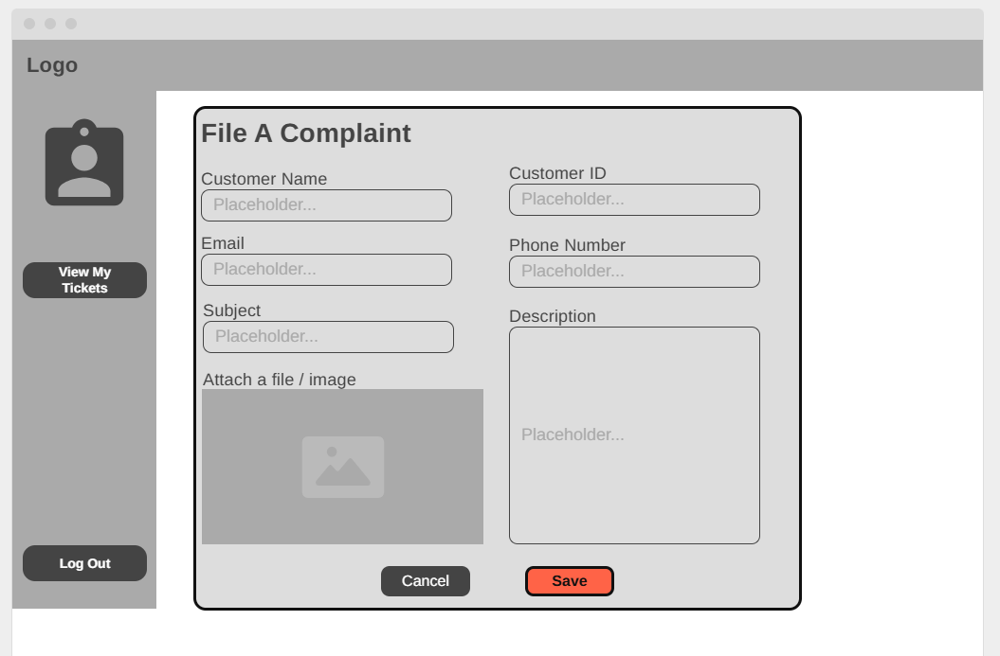 Logo
View My
Tickets
Log Out
File A Complaint
Customer Name
Placeholder...
Customer ID
Placeholder...
Email
Placeholder...
Phone Number
Placeholder...
Subject
Placeholder...
Description
Placeholder...
Attach a file / image
Cancel
Save